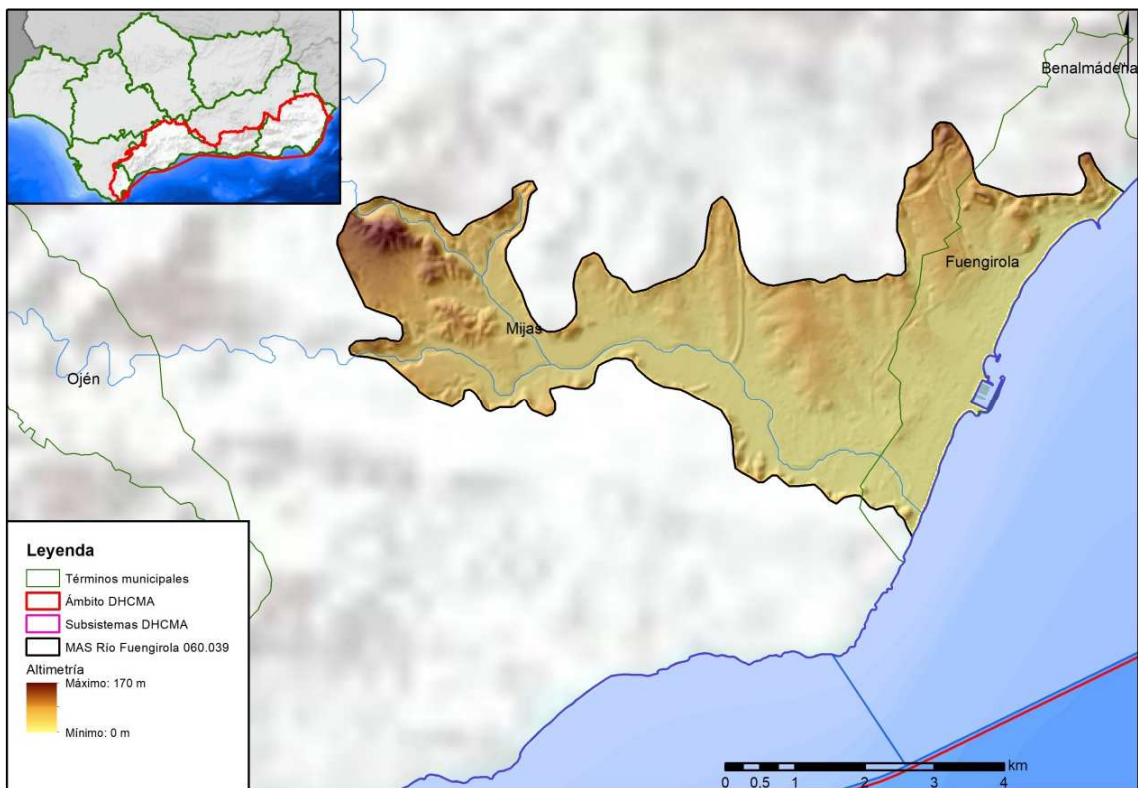 Benalmádena
Fuengirola
Mijas
Ojén
Leyenda
Términos municipales
Ámbito DHCMA
Subsistemas DHCMA
MAS Río Fuengirola 060.039
Altimetría
Máximo: 170 m
Mínimo: 0 m
km
0 0.5 1 2 3 4